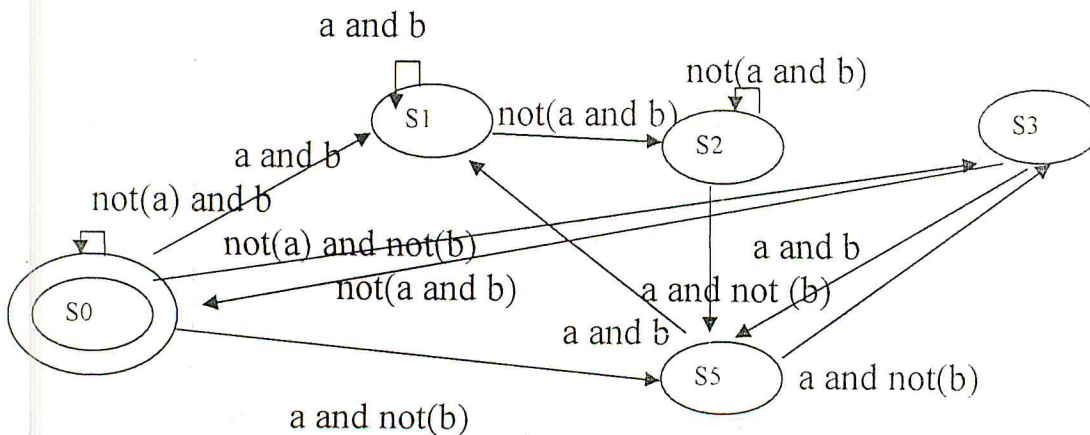 a and b
not(a and b)
S1
not(a and b)
S2
S3
a and b
not(a) and b
not(a) and not(b)
a and b
not(a and b)
a and not (b)
S0
a and b
S5
a and not(b)
a and not(b)